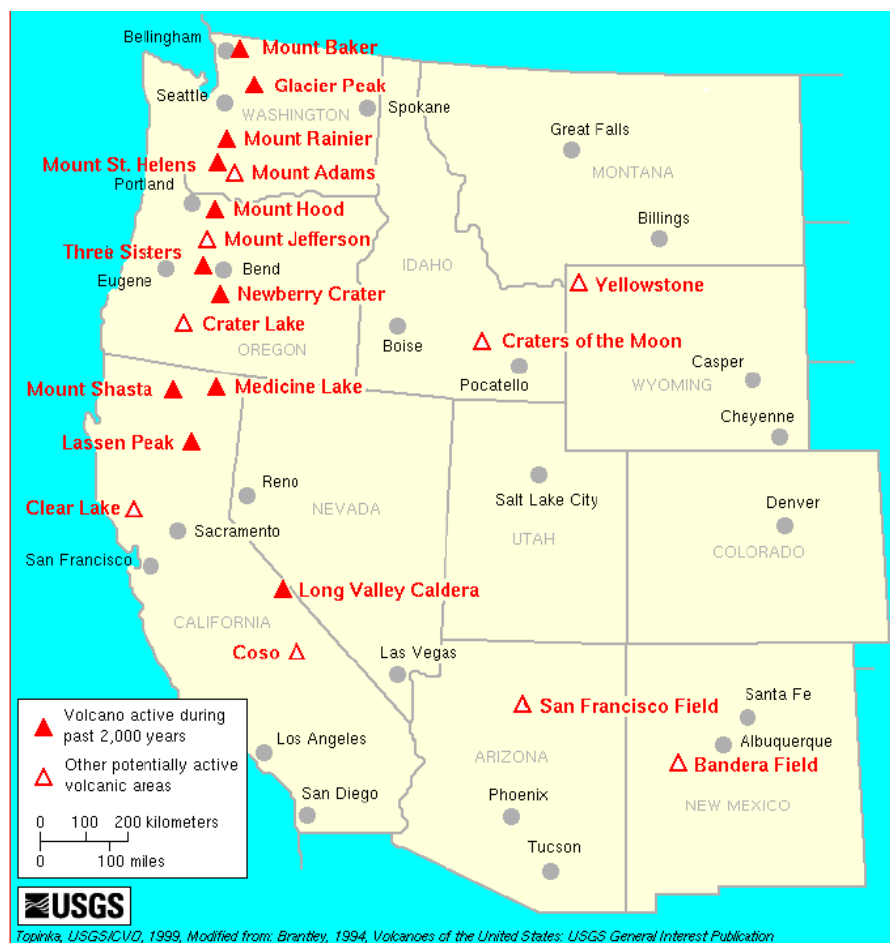 Bellingham
Mount Baker
Glacier Peak
Seattle
WASHINGTON
Spokane
Mount Rainier
Great Falls
Mount St. Helens
Mount Adams
MONTANA
Portland
Mount Hood
Billings
Mount Jefferson
Three Sisters
IDAHO
Eugene
Bend
Yellowstone
Newberry Crater
Crater Lake
OREGON
Boise
Craters of the Moon
Casper
Pocatello
WYOMING
Mount Shasta
Medicine Lake
Cheyenne
Lassen Peak
Reno
Salt Lake City
Denver
Clear Lake
NEVADA
Sacramento
UTAH
COLORADO
San Francisco
Long Valley Caldera
CALIFORNIA
Coso
Las Vegas
Santa Fe
San Francisco Field
Volcano active during
past 2,000 years
Los Angeles
Albuquerque
ARIZONA
Bandera Field
Other potentially active
volcanic areas
San Diego
Phoenix
NEW MEXICO
0 100 200 kilometers
0 100 miles
Tucson
USGS
Topinka, USGS/CVO, 1999, Modified from: Brantley, 1994, Volcanoes of the United States: USGS General Interest Publication